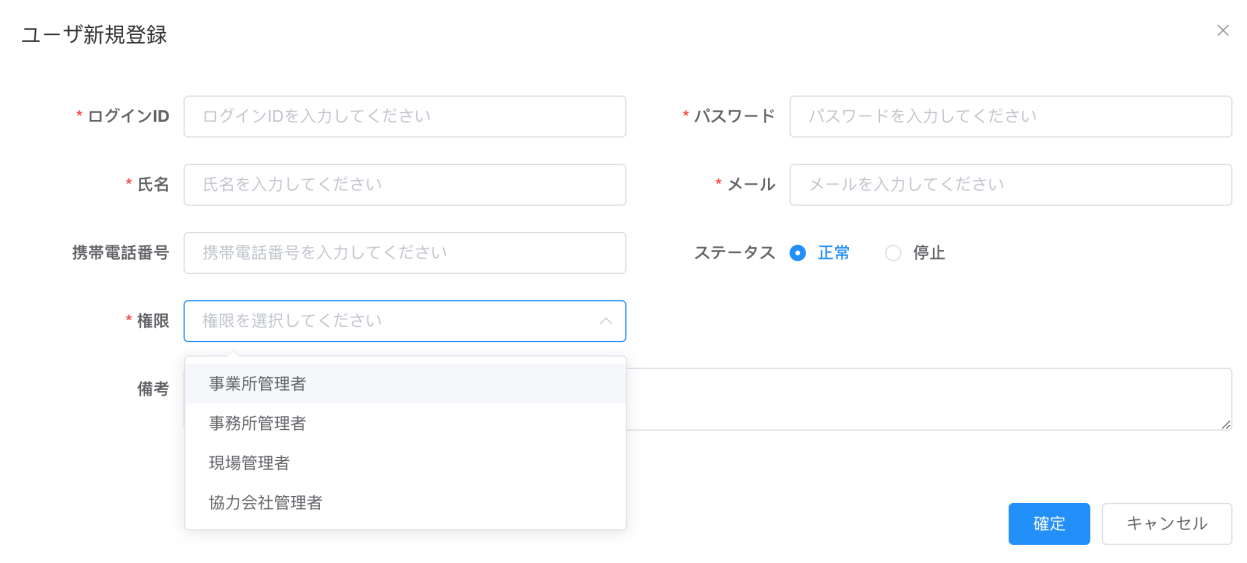 ユーザ新規登録
* ログインID ログインIDを入力してください
* パスワード パスワードを入力してください
* 氏名 氏名を入力してください
* メール メールを入力してください
携帯電話番号 携帯電話番号を入力してください
ステータス 正常 停止
* 権限 権限を選択してください
備考
事業所管理者
事務所管理者
現場管理者
協力会社管理者
確定 キャンセル